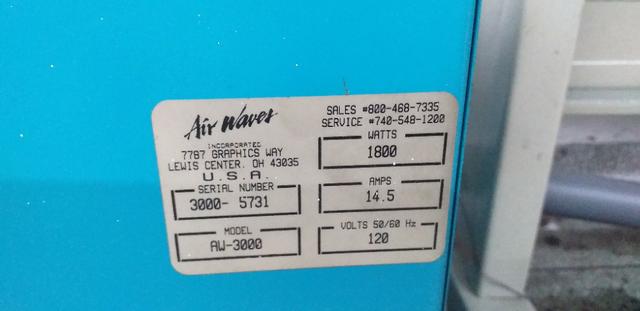 Air Waves
INCORPORATED
7787 GRAPHICS WAY
LEWIS CENTER, OH 43035
U.S.A.
SERIAL NUMBER
3000- 5731
MODEL
AW-3000
SALES #800-468-7335
SERVICE #740-548-1200
WATTS
1800
AMPS
14.5
VOLTS 50/60 Hz
120